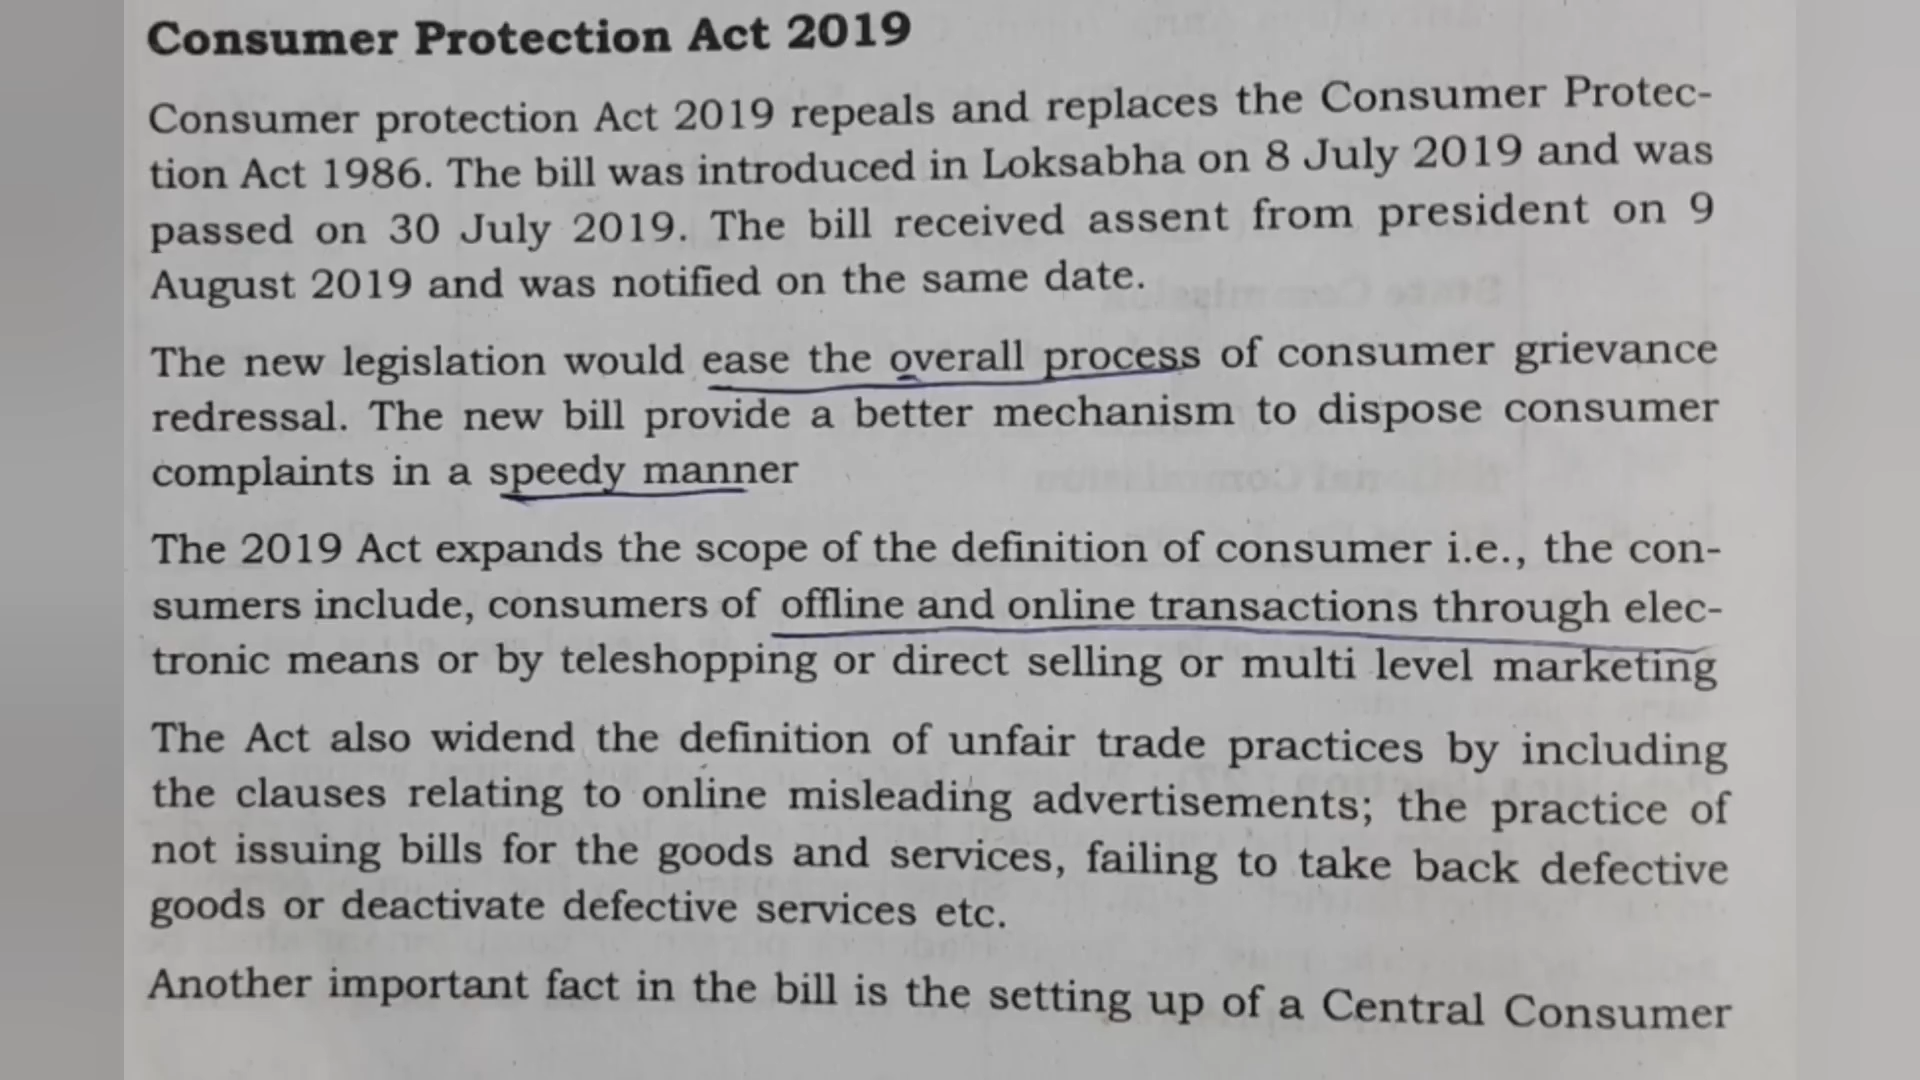 Consumer Protection Act 2019
Consumer protection Act 2019 repeals and replaces the Consumer Protec-
tion Act 1986. The bill was introduced in Loksabha on 8 July 2019 and was
passed on 30 July 2019. The bill received assent from president on 9
August 2019 and was notified on the same date.
The new legislation would ease the overall process of consumer grievance
redressal. The new bill provide a better mechanism to dispose consumer
complaints in a speedy manner
The 2019 Act expands the scope of the definition of consumer i.e., the con-
sumers include, consumers of offline and online transactions through elec-
tronic means or by teleshopping or direct selling or multi level marketing
The Act also widend the definition of unfair trade practices by including
the clauses relating to online misleading advertisements; the practice of
not issuing bills for the goods and services, failing to take back defective
goods or deactivate defective services etc.
Another important fact in the bill is the setting up of a Central Consumer